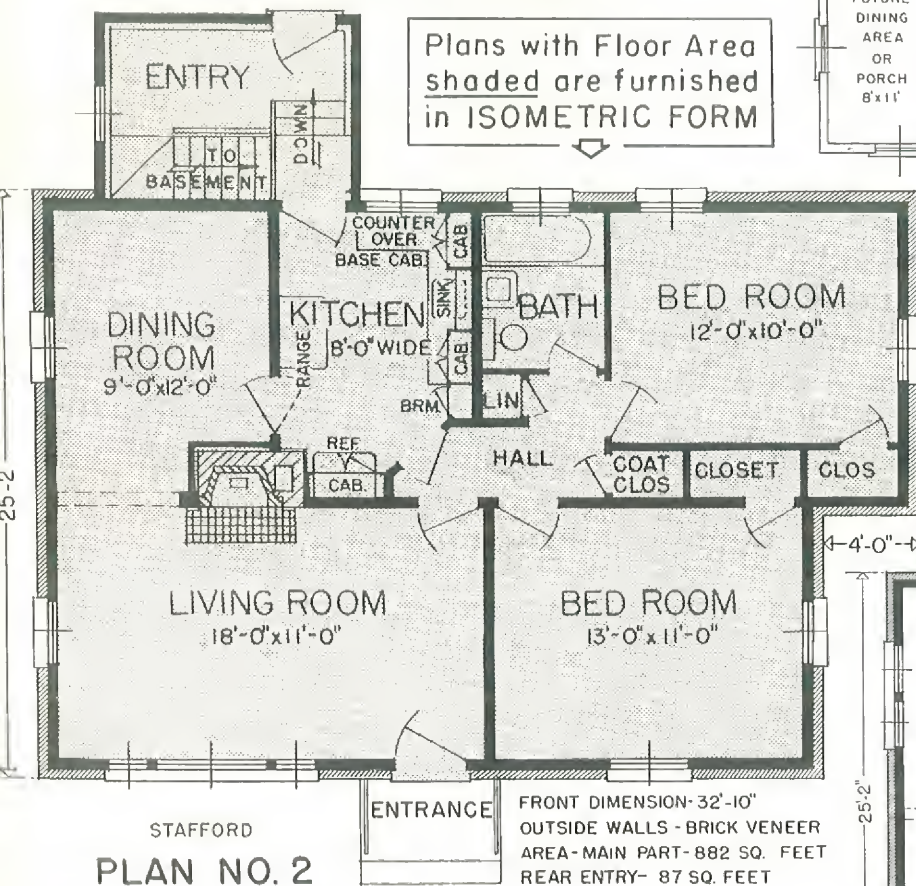 ENTRY
DOWN
TO
BASEMENT
Plans with Floor Area
shaded are furnished
in ISOMETRIC FORM
DINING
AREA
OR
PORCH
8'x11'
COUNTER
OVER
BASE CAB.
CAB
SINK
KITCHEN
8'-0" WIDE
RANGE
CAB.
BRM.
REF.
CAB.
DINING
ROOM
9'-0"x12'-0"
BATH
LIN
BED ROOM
12'-0"x10'-0"
HALL
COAT
CLOS
CLOSET
CLOS
25'-2
4'-0"
LIVING ROOM
18'-0"x11'-0"
BED ROOM
13'-0"x11'-0"
25'-2"
ENTRANCE
STAFFORD
PLAN NO. 2
FRONT DIMENSION-32'-10"
OUTSIDE WALLS - BRICK VENEER
AREA-MAIN PART-882 SQ. FEET
REAR ENTRY- 87 SQ. FEET